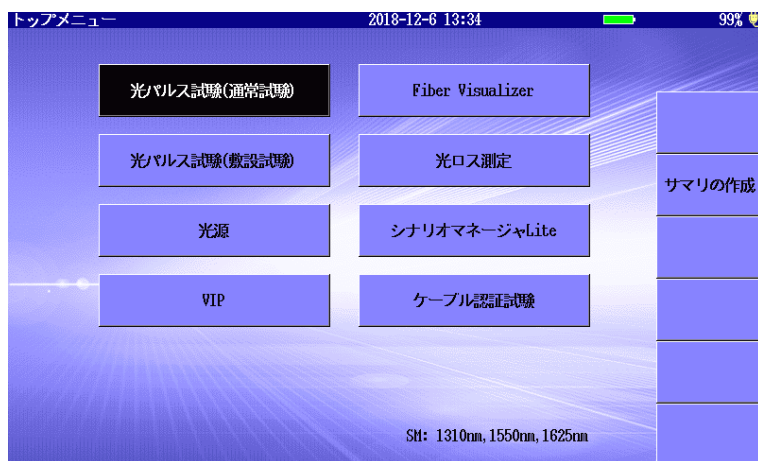 トップメニュー 2018-12-6 13:34 99%
光パルス試験(通常試験) Fiber Visualizer
光パルス試験(敷設試験) 光ロス測定
サマリの作成
光源 シナリオマネージャLite
VIP ケーブル認証試験
SM: 1310nm,1550nm,1625nm